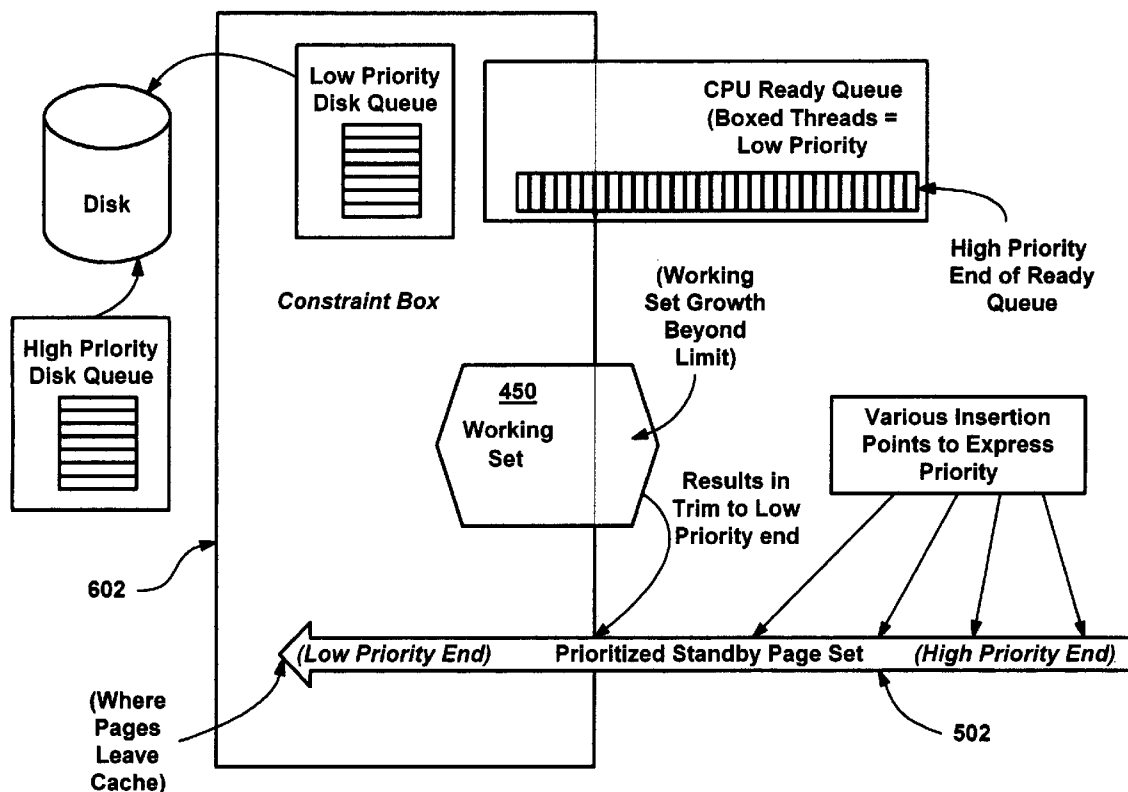 Low Priority
Disk Queue
CPU Ready Queue
(Boxed Threads =
Low Priority
Disk
High Priority
End of Ready
Queue
Constraint Box
(Working
Set Growth
Beyond
Limit)
High Priority
Disk Queue
450
Working
Set
Various Insertion
Points to Express
Priority
Results in
Trim to Low
Priority end
602
(Low Priority End)
Prioritized Standby Page Set
(High Priority End)
(Where
Pages
Leave
Cache)
502